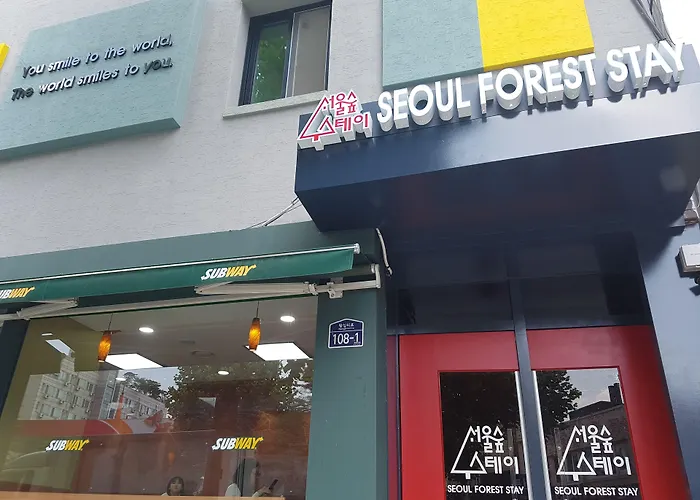 You smile to the world,
The world smiles to you.
서울숲
스테이
SEOUL FOREST STAY
SUBWAY
SUBWAY
108-1
SUBWAY
SUBWAY
서울숲
스테이
SEOUL FOREST STAY
서울숲
스테이
SEOUL FOREST STAY